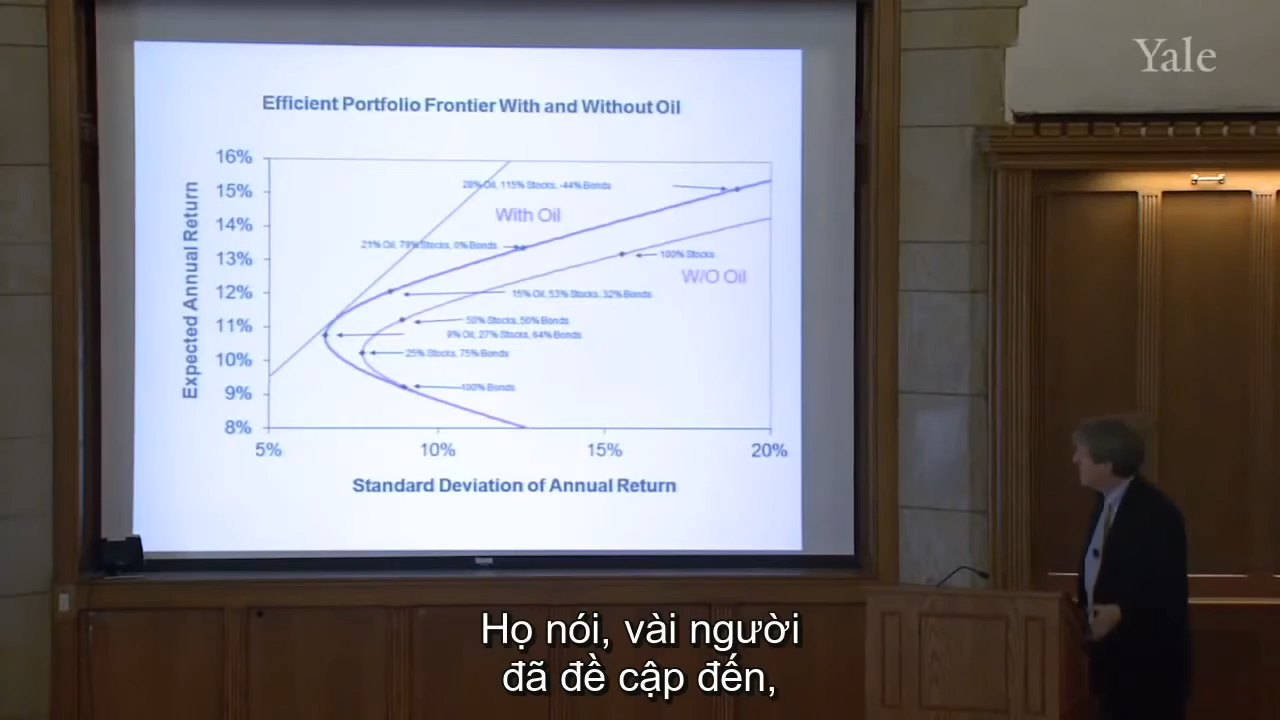 Yale
Efficient Portfolio Frontier With and Without Oil
Expected Annual Return
16%
15%
14%
13%
12%
11%
10%
9%
8%
28% Oil, 115% Stocks, -44% Bonds
With Oil
21% Oil, 79% Stocks, 0% Bonds
100% Stocks
W/O Oil
15% Oil, 53% Stocks, 32% Bonds
50% Stocks, 50% Bonds
9% Oil, 27% Stocks, 64% Bonds
25% Stocks, 75% Bonds
100% Bonds
5%
10%
15%
20%
Standard Deviation of Annual Return
Họ nói, vài người
đã đề cập đến,